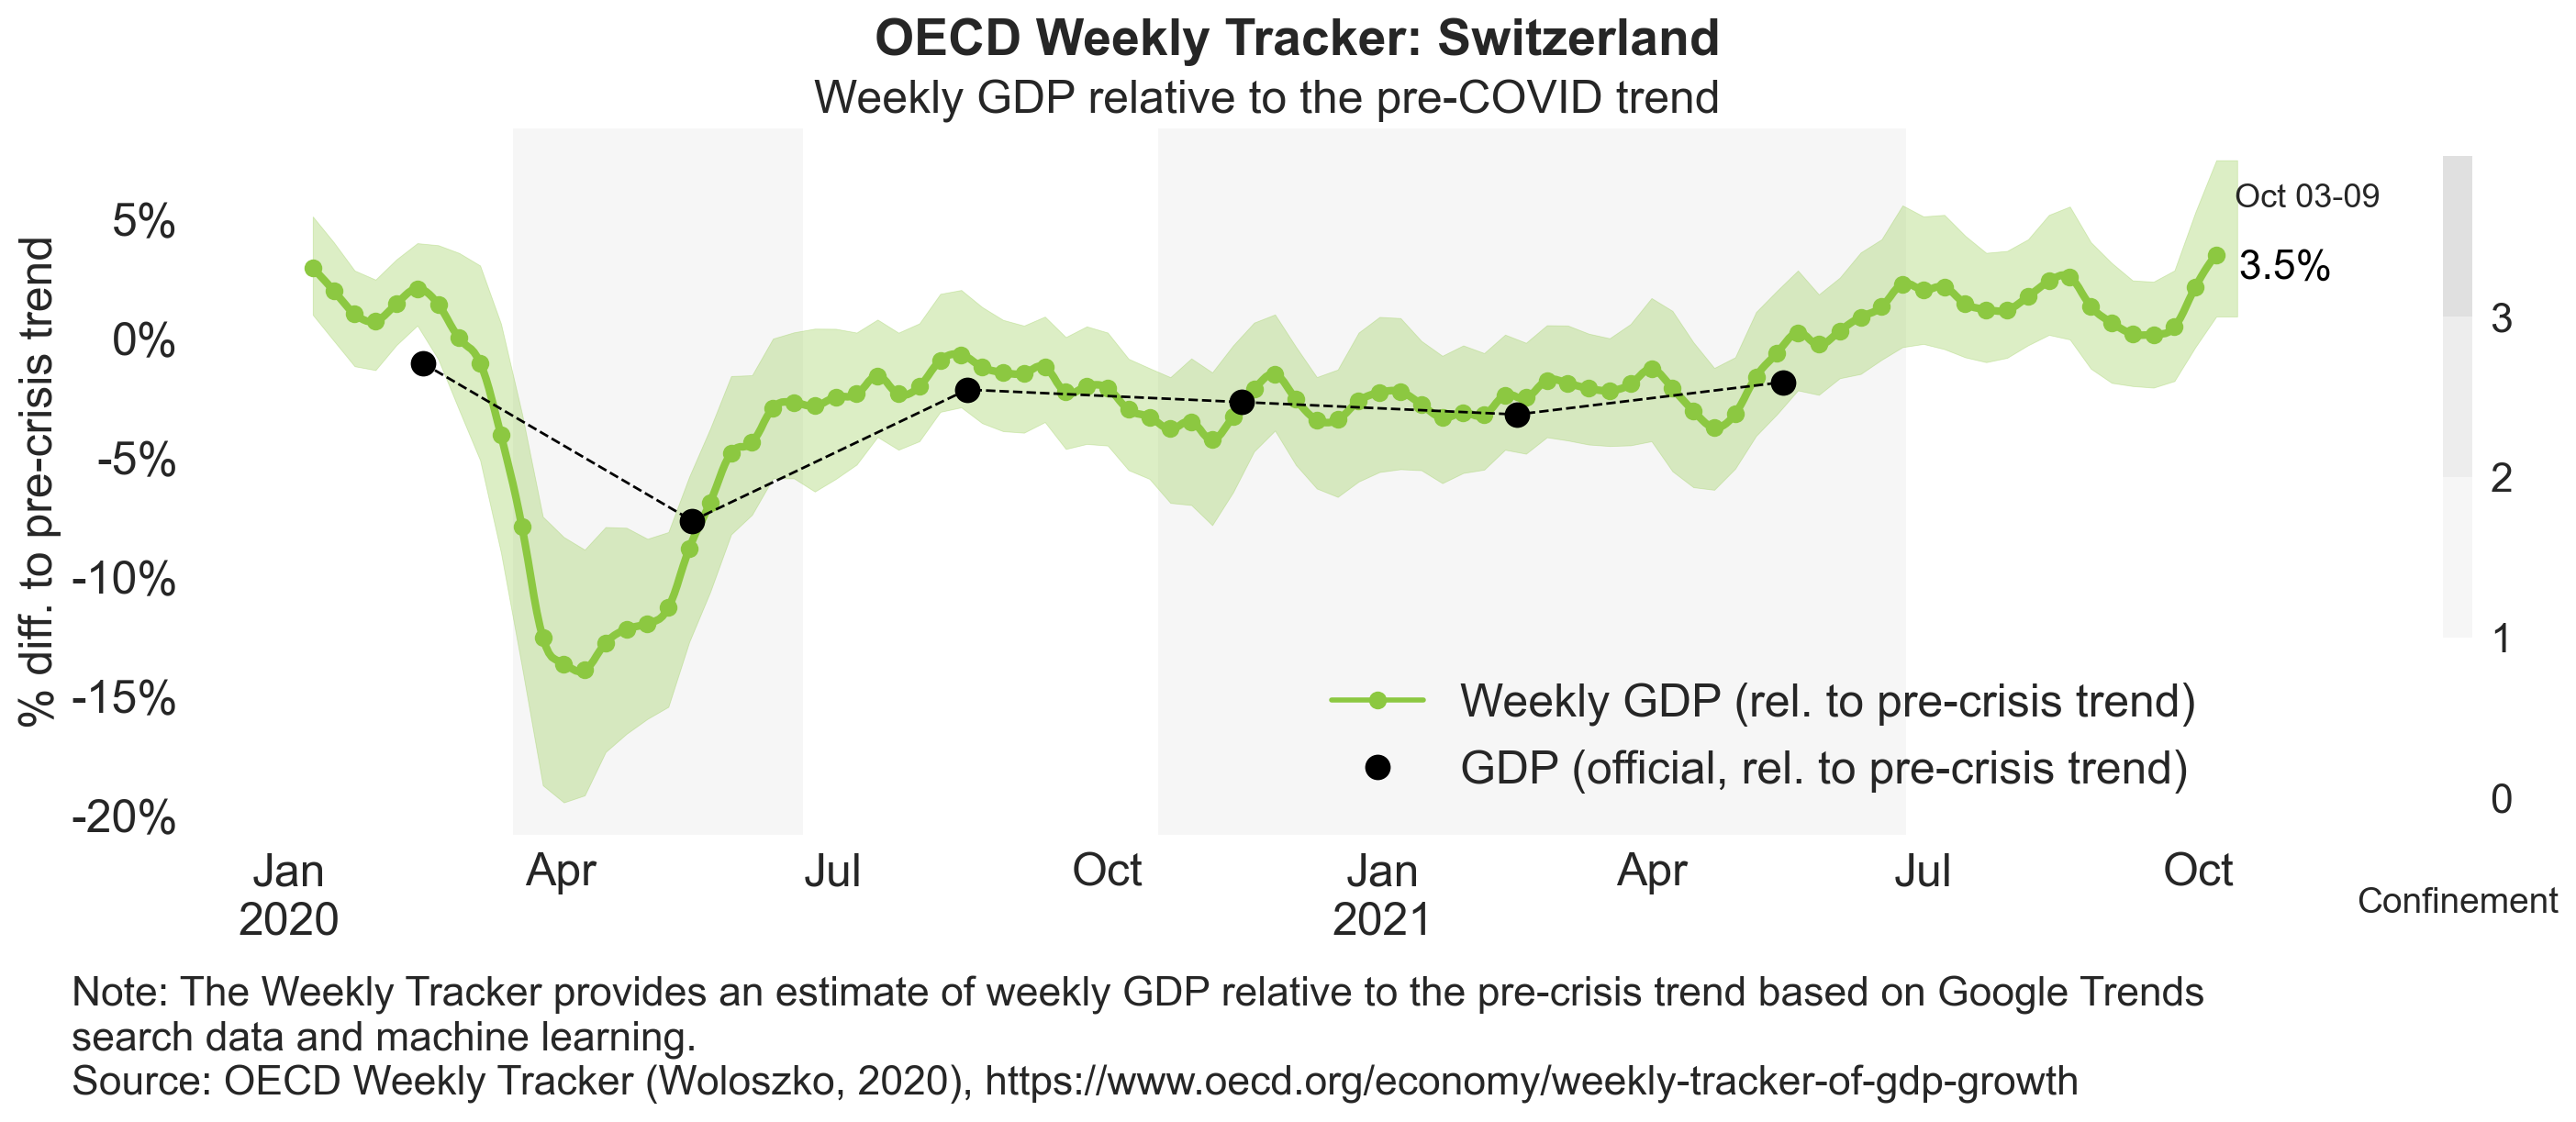 OECD Weekly Tracker: Switzerland
Weekly GDP relative to the pre-COVID trend
% diff. to pre-crisis trend
5%
0%
-5%
-10%
-15%
-20%
Oct 03-09
3.5%
3
2
1
0
Confinement
Weekly GDP (rel. to pre-crisis trend)
GDP (official, rel. to pre-crisis trend)
Jan Apr Jul Oct Jan Apr Jul Oct
2020 2021
Note: The Weekly Tracker provides an estimate of weekly GDP relative to the pre-crisis trend based on Google Trends
search data and machine learning.
Source: OECD Weekly Tracker (Woloszko, 2020), https://www.oecd.org/economy/weekly-tracker-of-gdp-growth